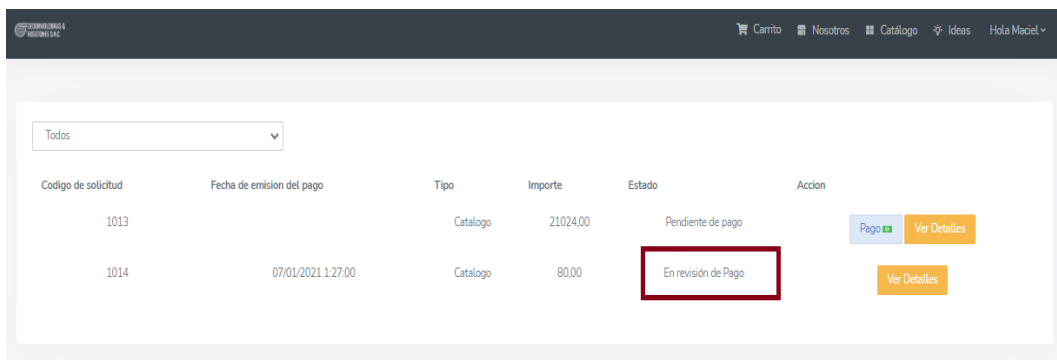 Carrito Nosotros Catálogo Ideas Hola Maciel
Todos
Codigo de solicitud Fecha de emision del pago Tipo Importe Estado Accion
1013 Catalogo 21024,00 Pendiente de pago Pago Ver Detalles
1014 07/01/2021 1:27:00 Catalogo 80,00 En revisión de Pago Ver Detalles